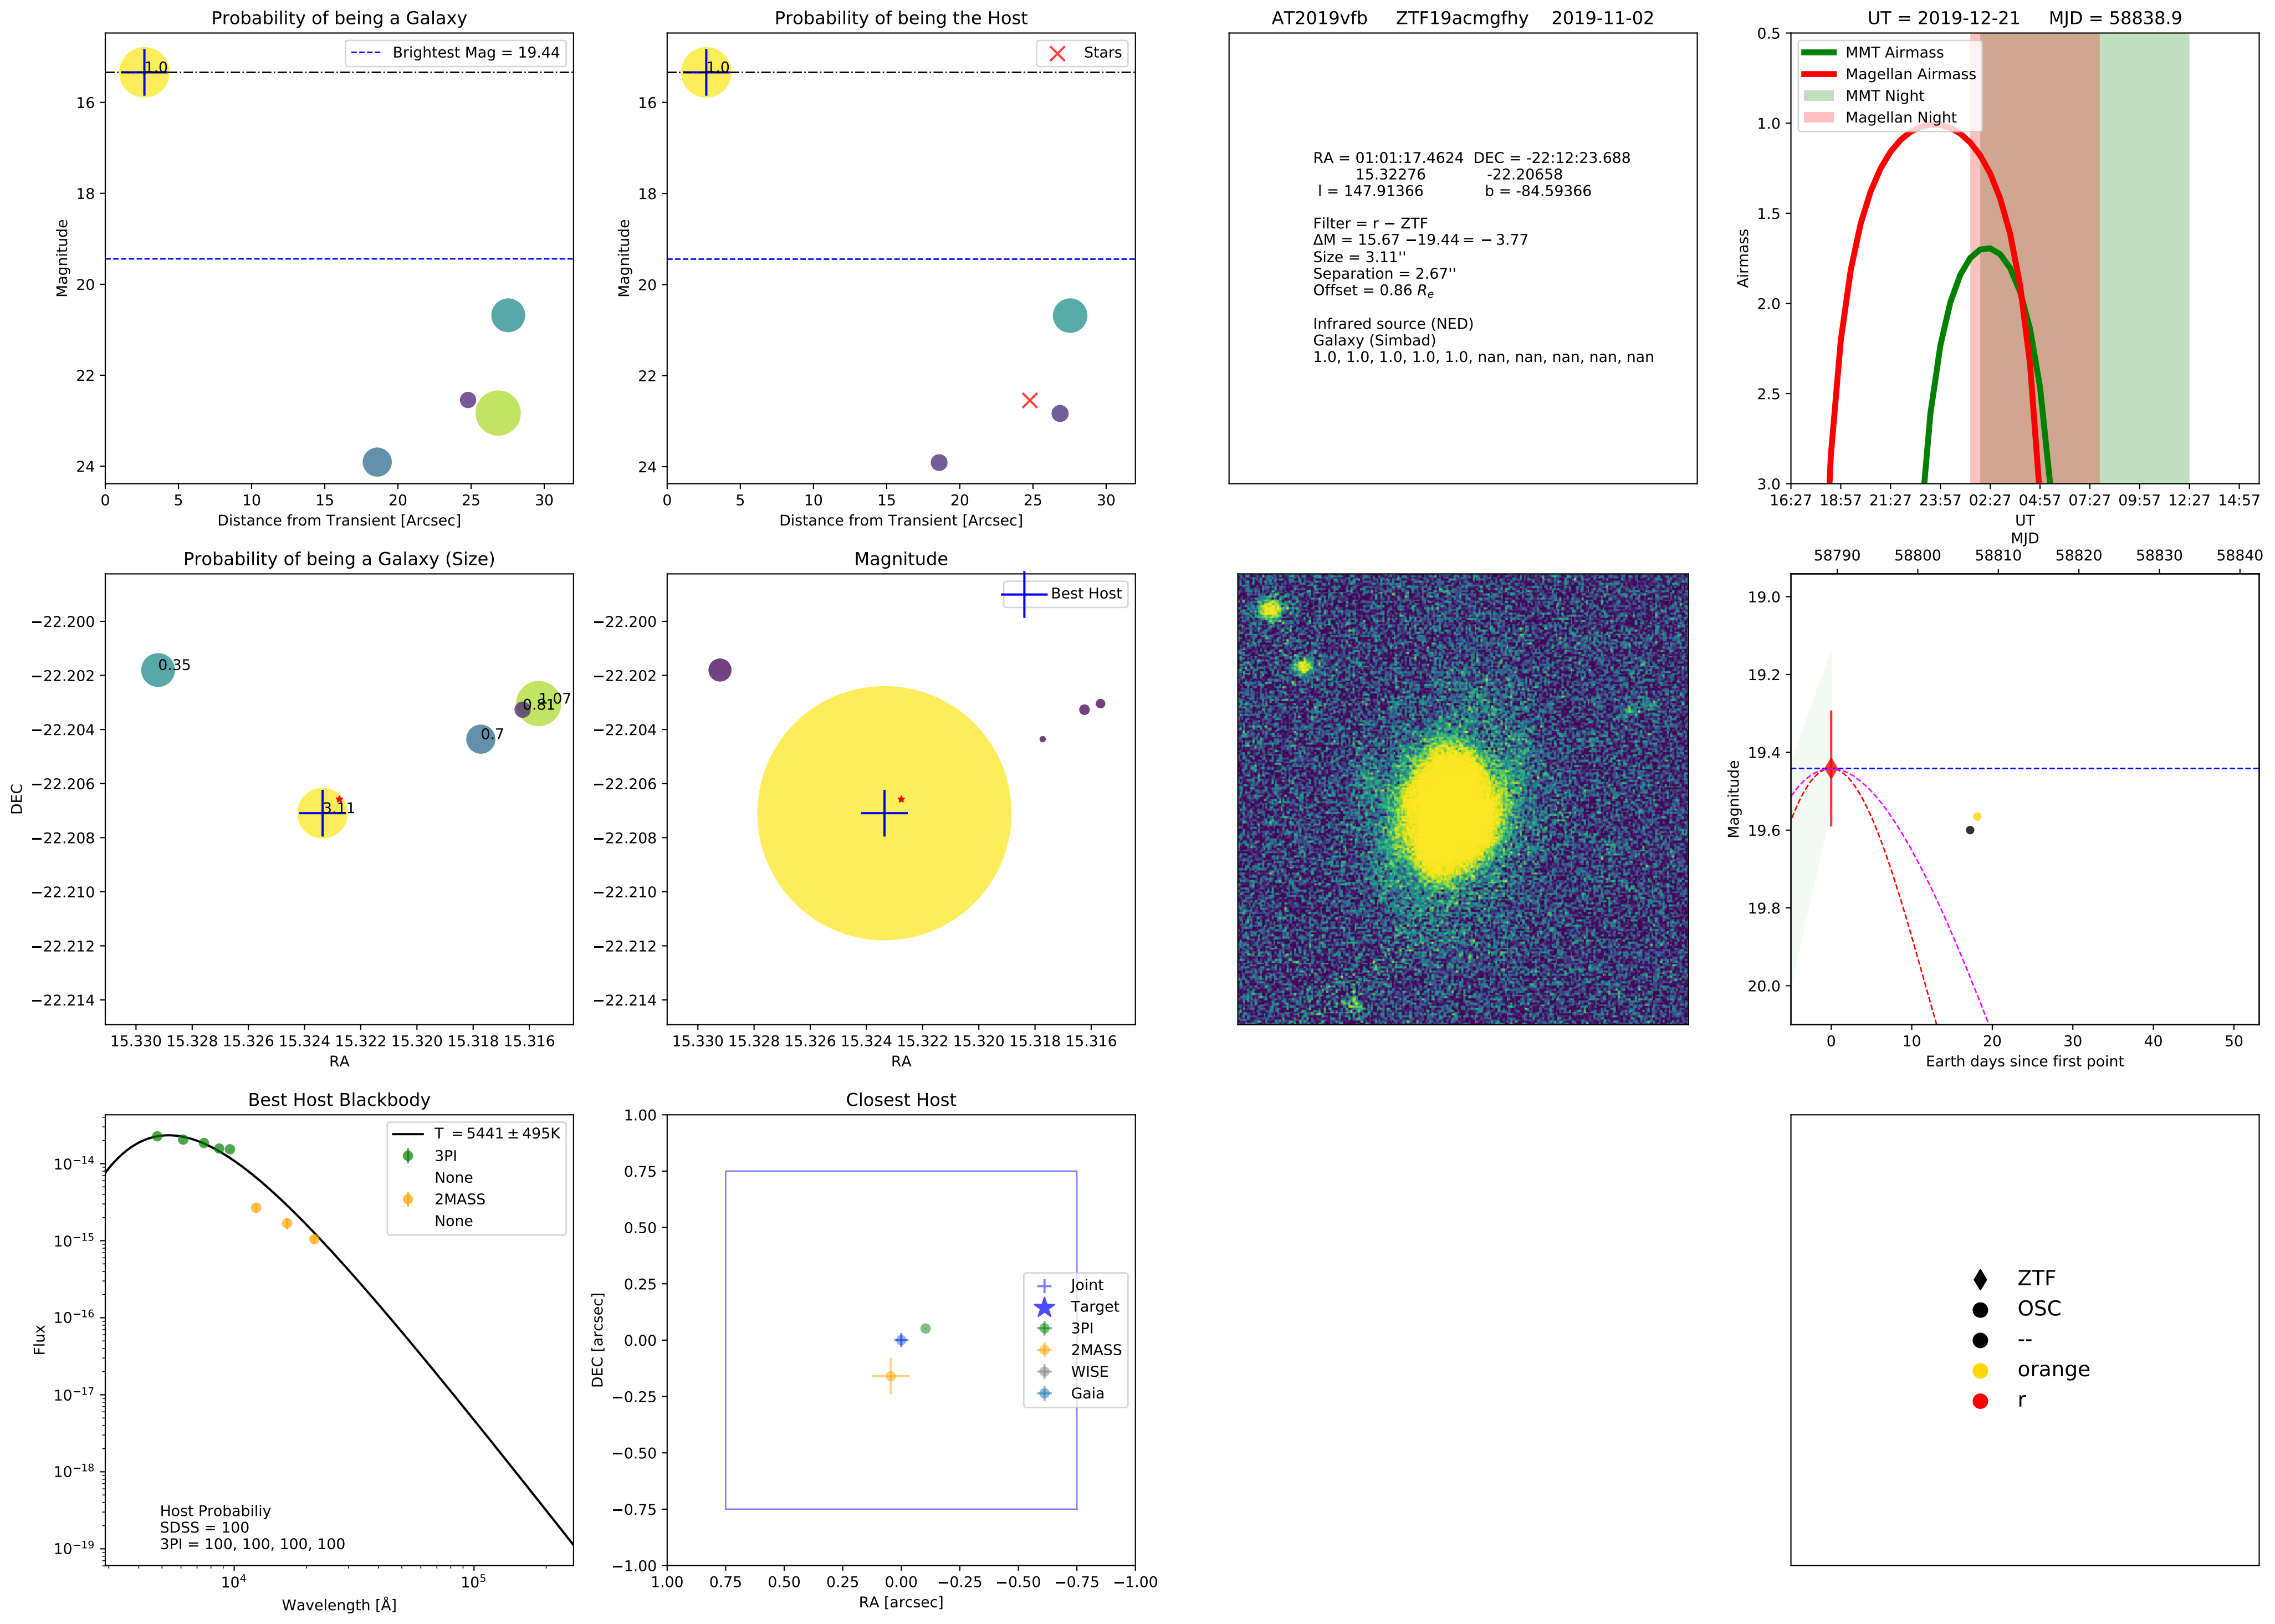 Probability of being a Galaxy
Brightest Mag = 19.44
1.0
16
18
20
22
24
Magnitude
0 5 10 15 20 25 30
Distance from Transient [Arcsec]
Probability of being the Host
Stars
1.0
16
18
20
22
24
Magnitude
0 5 10 15 20 25 30
Distance from Transient [Arcsec]
AT2019vfb ZTF19acmgfhy 2019-11-02
RA = 01:01:17.4624 DEC = -22:12:23.688
15.32276 -22.20658
l = 147.91366 b = -84.59366
Filter = r − ZTF
ΔM = 15.67 −19.44 = − 3.77
Size = 3.11''
Separation = 2.67''
Offset = 0.86 Re
Infrared source (NED)
Galaxy (Simbad)
1.0, 1.0, 1.0, 1.0, 1.0, nan, nan, nan, nan, nan
UT = 2019-12-21 MJD = 58838.9
MMT Airmass
Magellan Airmass
MMT Night
Magellan Night
0.5
1.0
1.5
2.0
2.5
3.0
Airmass
16:27 18:57 21:27 23:57 02:27 04:57 07:27 09:57 12:27 14:57
UT
Probability of being a Galaxy (Size)
0.35
1.07
0.81
0.7
3.11
−22.200
−22.202
−22.204
−22.206
−22.208
−22.210
−22.212
−22.214
DEC
15.330 15.328 15.326 15.324 15.322 15.320 15.318 15.316
RA
Magnitude
Best Host
−22.200
−22.202
−22.204
−22.206
−22.208
−22.210
−22.212
−22.214
15.330 15.328 15.326 15.324 15.322 15.320 15.318 15.316
RA
MJD
58790 58800 58810 58820 58830 58840
19.0
19.2
19.4
19.6
19.8
20.0
Magnitude
0 10 20 30 40 50
Earth days since first point
Best Host Blackbody
T = 5441 ± 495K
3PI
None
2MASS
None
10−14
10−15
10−16
10−17
10−18
10−19
Flux
Host Probabiliy
SDSS = 100
3PI = 100, 100, 100, 100
104 105
Wavelength [Å]
Closest Host
1.00
0.75
0.50
0.25
0.00
−0.25
−0.50
−0.75
−1.00
DEC [arcsec]
Joint
Target
3PI
2MASS
WISE
Gaia
1.00 0.75 0.50 0.25 0.00 −0.25 −0.50 −0.75 −1.00
RA [arcsec]
ZTF
OSC
--
orange
r